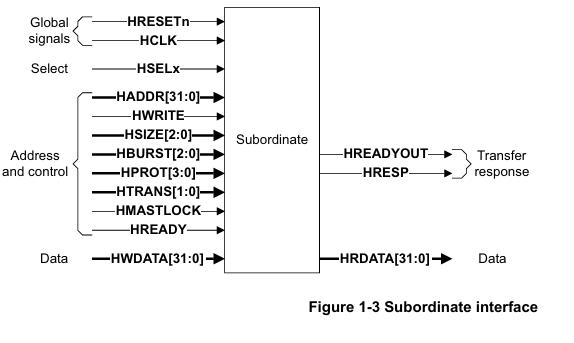 Global
signals
HRESETn
HCLK
Select
HSELx
Address
and control
HADDR[31:0]
HWRITE
HSIZE[2:0]
HBURST[2:0]
HPROT[3:0]
HTRANS[1:0]
HMASTLOCK
HREADY
Data
HWDATA[31:0]
Subordinate
HREADYOUT
HRESP
Transfer
response
HRDATA[31:0]
Data
Figure 1-3 Subordinate interface